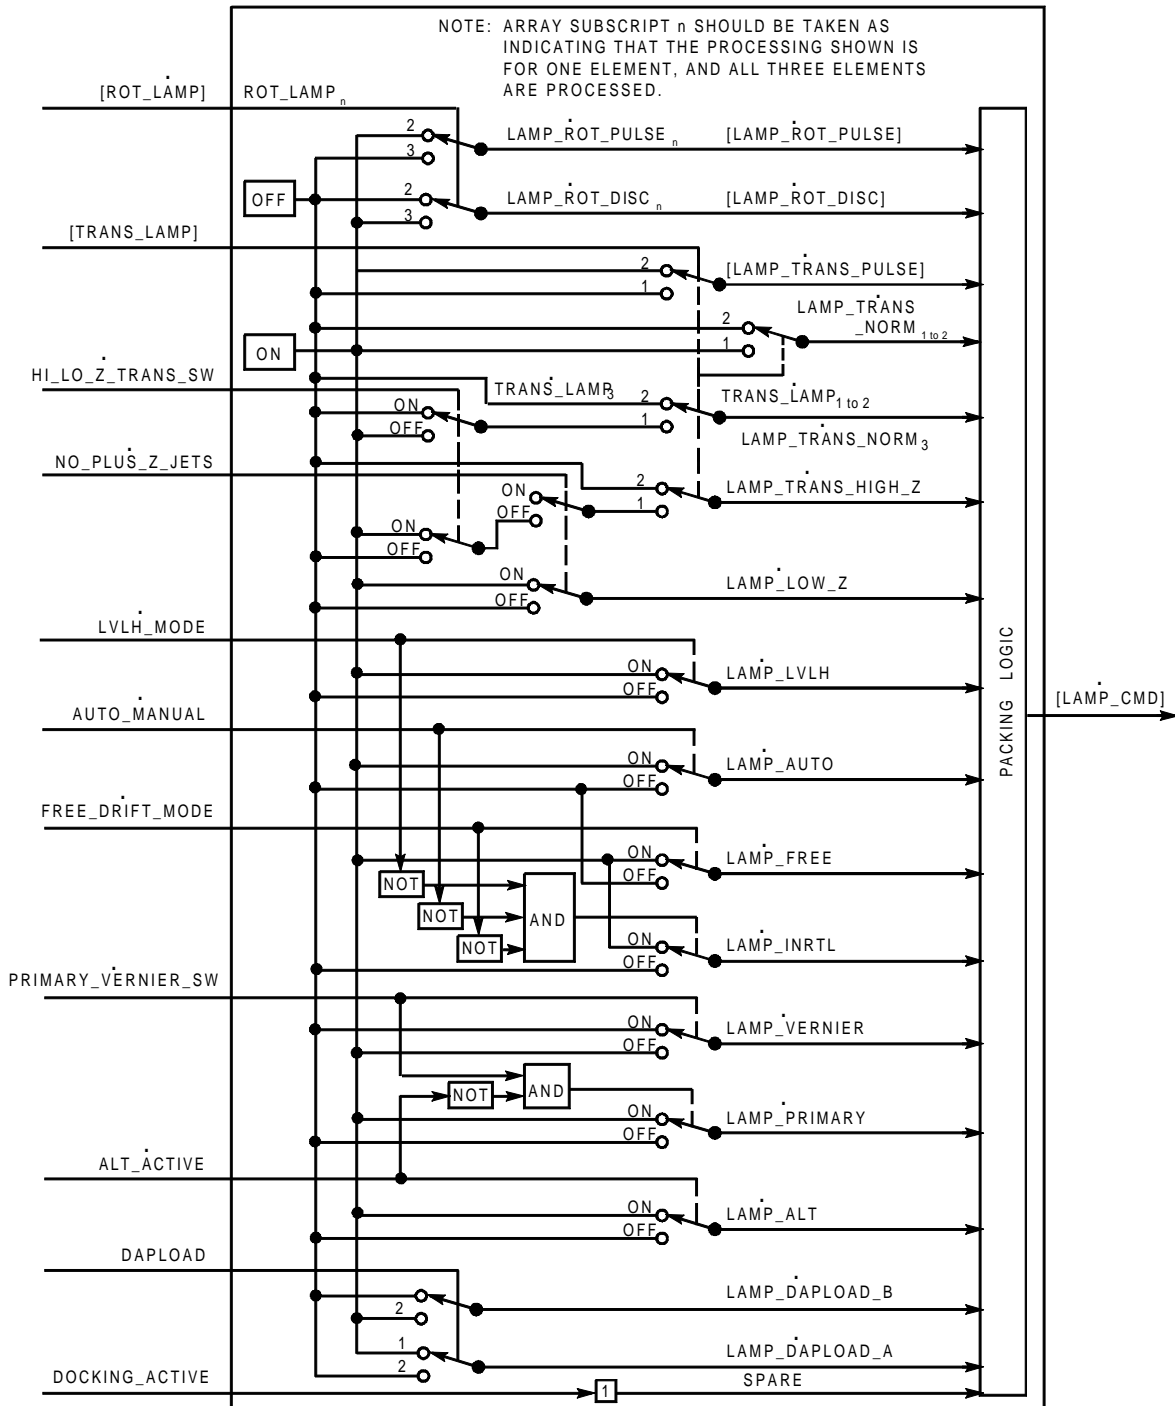 NOTE: ARRAY SUBSCRIPT n SHOULD BE TAKEN AS
INDICATING THAT THE PROCESSING SHOWN IS
FOR ONE ELEMENT, AND ALL THREE ELEMENTS
ARE PROCESSED.
[ROT_LAMP] ROT_LAMP n
2 LAMP_ROT_PULSE n [LAMP_ROT_PULSE]
3
OFF 2 LAMP_ROT_DISC n [LAMP_ROT_DISC]
3
[TRANS_LAMP]
2 [LAMP_TRANS_PULSE]
1
LAMP_TRANS
2 _NORM 1 to 2
1
ON
HI_LO_Z_TRANS_SW
TRANS_LAMP3 2 TRANS_LAMP1 to 2
ON 1
OFF LAMP_TRANS_NORM3
NO_PLUS_Z_JETS
2 LAMP_TRANS_HIGH_Z
ON 1
OFF
ON
OFF
ON LAMP_LOW_Z
OFF
LVLH_MODE
ON LAMP_LVLH
OFF
PACKING LOGIC
[LAMP_CMD]
AUTO_MANUAL
ON LAMP_AUTO
OFF
FREE_DRIFT_MODE
ON LAMP_FREE
OFF
NOT
NOT AND
NOT
ON LAMP_INRTL
OFF
PRIMARY_VERNIER_SW
ON LAMP_VERNIER
OFF
NOT AND
ON LAMP_PRIMARY
OFF
ALT_ACTIVE
ON LAMP_ALT
OFF
DAPLOAD
LAMP_DAPLOAD_B
2
1 LAMP_DAPLOAD_A
2
DOCKING_ACTIVE 1 SPARE